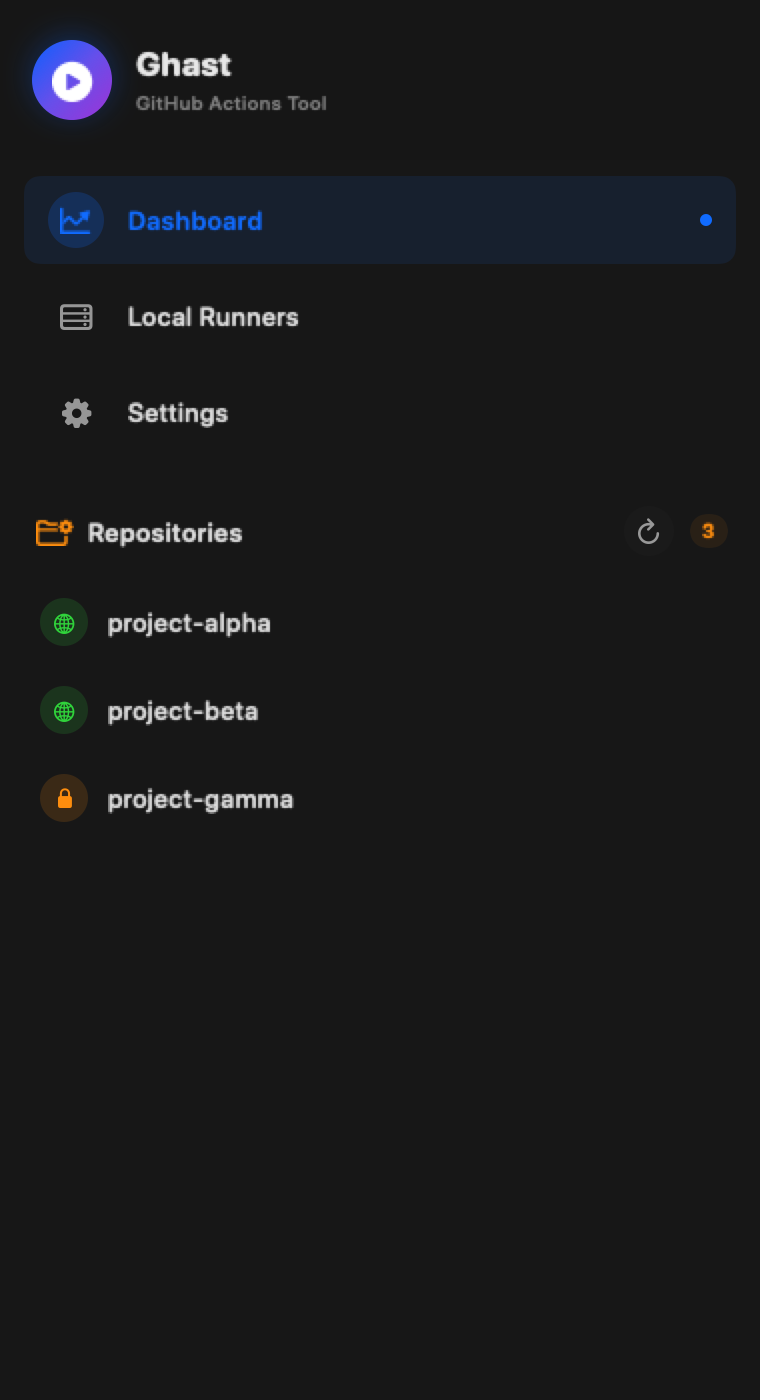 Ghast
GitHub Actions Tool
Dashboard
Local Runners
Settings
Repositories 3
project-alpha
project-beta
project-gamma